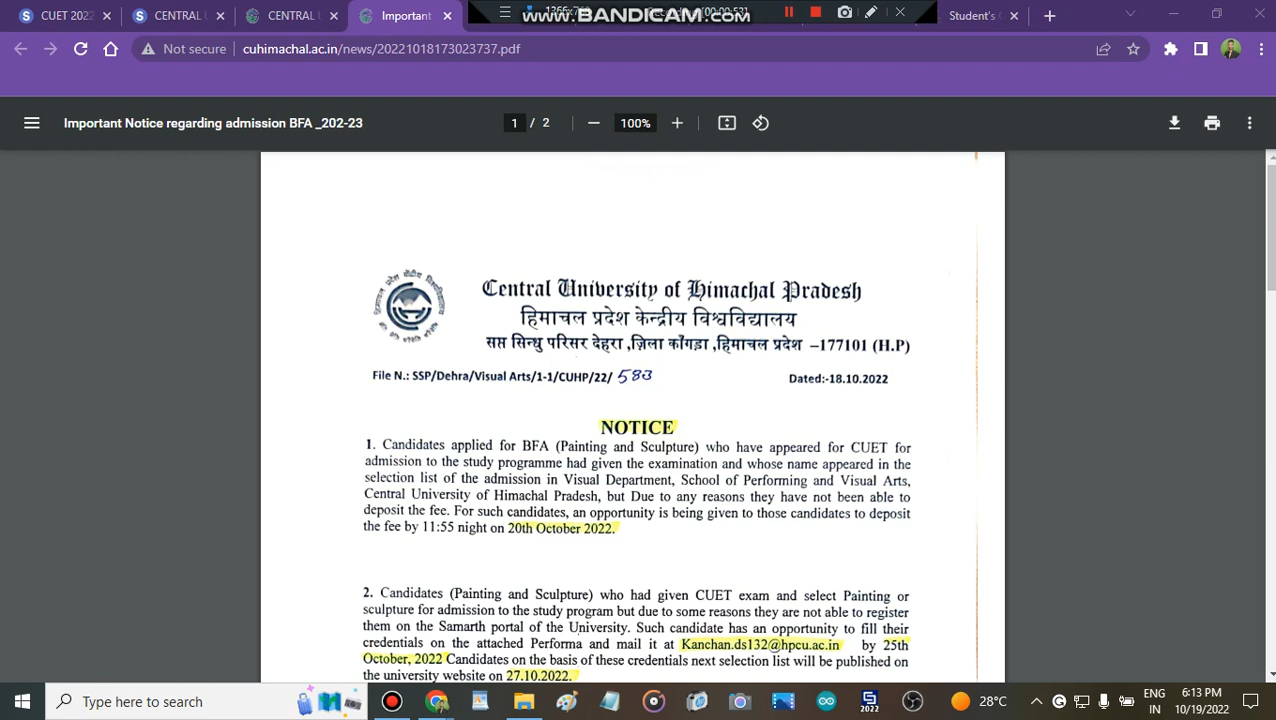 CUET 2022
CENTRAL U
CENTRAL U
Important
1366x768
Recording [00:00:53]
www.BANDICAM.com
Student's C
Not secure
cuhimachal.ac.in/news/20221018173023737.pdf
Important Notice regarding admission BFA _202-23
1 / 2
100%
Central University of Himachal Pradesh
हिमाचल प्रदेश केन्द्रीय विश्वविद्यालय
सप्त सिन्धु परिसर देहरा ,ज़िला काँगड़ा ,हिमाचल प्रदेश –177101 (H.P)
File N.: SSP/Dehra/Visual Arts/1-1/CUHP/22/ 583
Dated:-18.10.2022
NOTICE
1. Candidates applied for BFA (Painting and Sculpture) who have appeared for CUET for
admission to the study programme had given the examination and whose name appeared in the
selection list of the admission in Visual Department, School of Performing and Visual Arts,
Central University of Himachal Pradesh, but Due to any reasons they have not been able to
deposit the fee. For such candidates, an opportunity is being given to those candidates to deposit
the fee by 11:55 night on 20th October 2022.
2. Candidates (Painting and Sculpture) who had given CUET exam and select Painting or
sculpture for admission to the study program but due to some reasons they are not able to register
them on the Samarth portal of the University. Such candidate has an opportunity to fill their
credentials on the attached Performa and mail it at Kanchan.ds132@hpcu.ac.in by 25th
October, 2022 Candidates on the basis of these credentials next selection list will be published on
the university website on 27.10.2022.
Type here to search
2022
28°C
ENG
IN
6:13 PM
10/19/2022